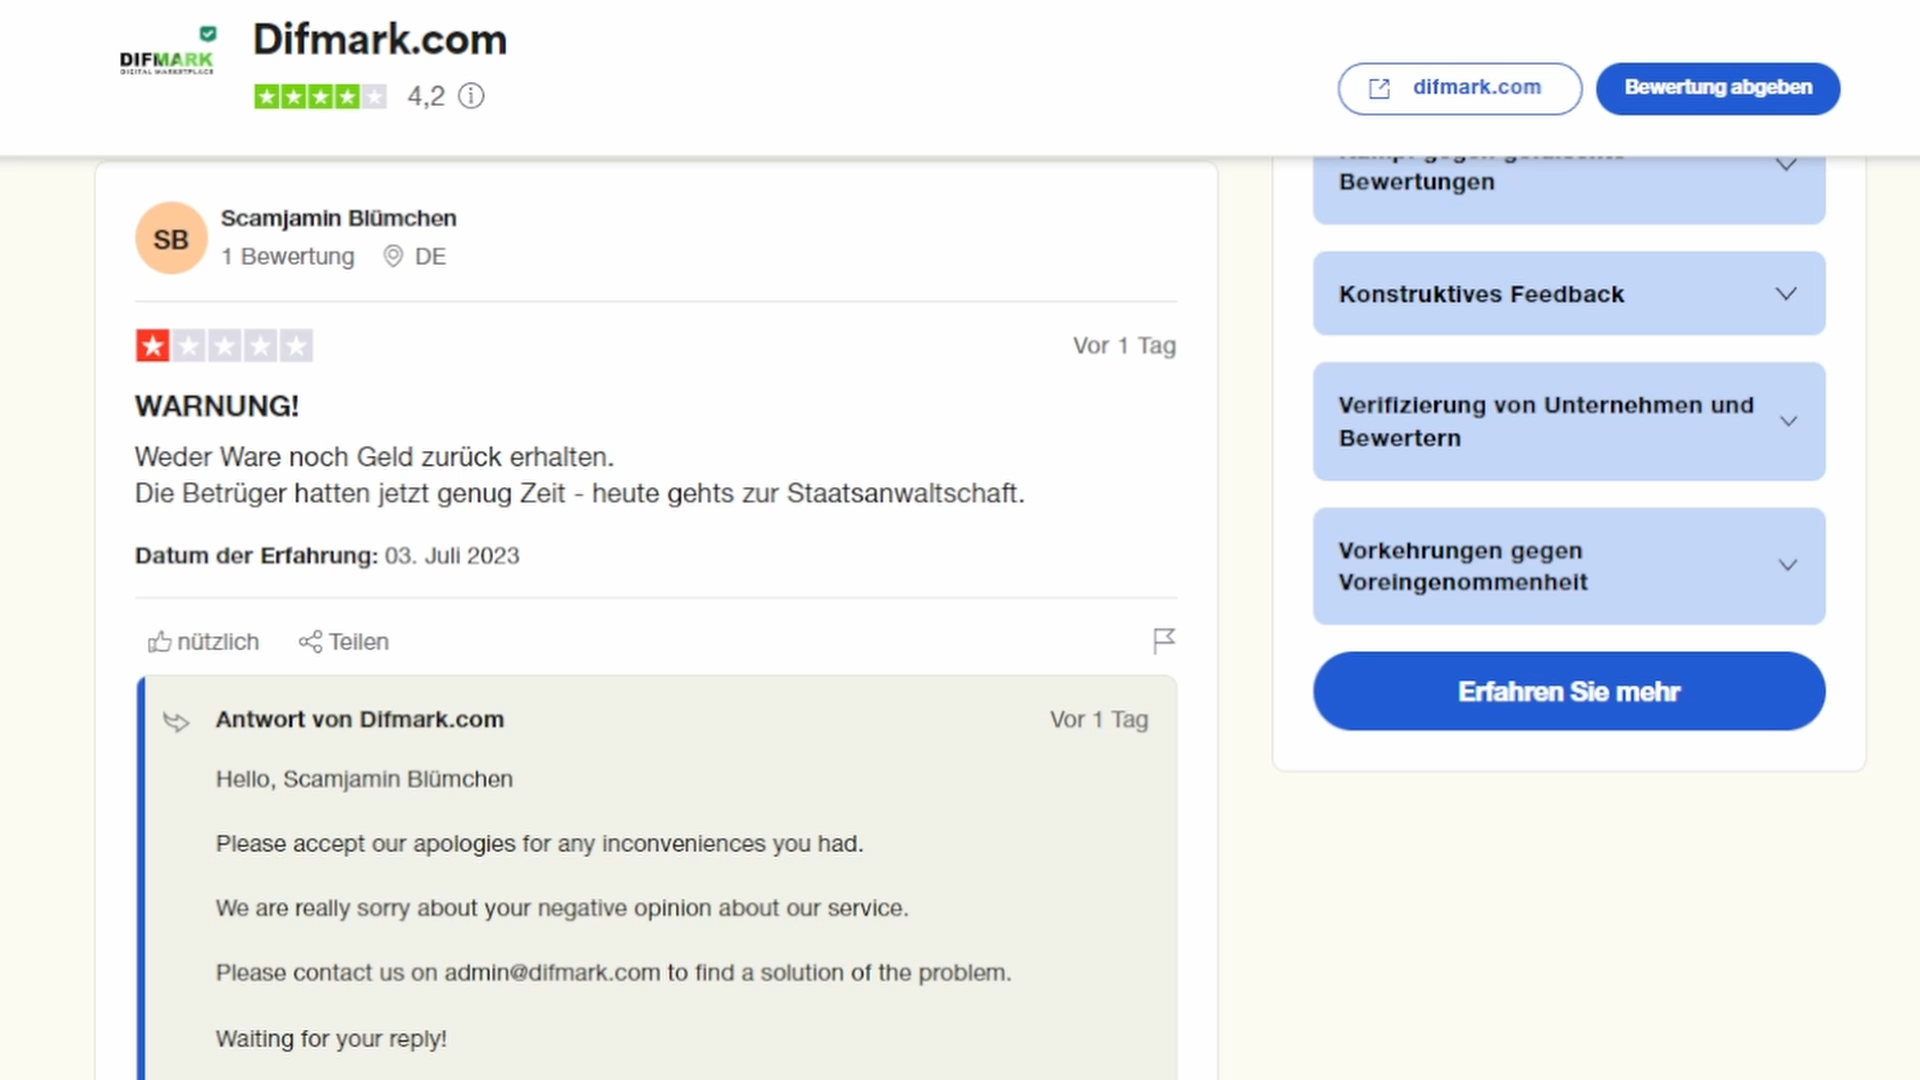 DIFMARK
DIGITAL MARKETPLACE
Difmark.com
4,2
difmark.com
Bewertung abgeben
SB
Scamjamin Blümchen
1 Bewertung
DE
Vor 1 Tag
WARNUNG!
Weder Ware noch Geld zurück erhalten.
Die Betrüger hatten jetzt genug Zeit - heute gehts zur Staatsanwaltschaft.
Datum der Erfahrung: 03. Juli 2023
nützlich
Teilen
Antwort von Difmark.com
Vor 1 Tag
Hello, Scamjamin Blümchen
Please accept our apologies for any inconveniences you had.
We are really sorry about your negative opinion about our service.
Please contact us on admin@difmark.com to find a solution of the problem.
Waiting for your reply!
Bewertungen
Konstruktives Feedback
Verifizierung von Unternehmen und
Bewertern
Vorkehrungen gegen
Voreingenommenheit
Erfahren Sie mehr